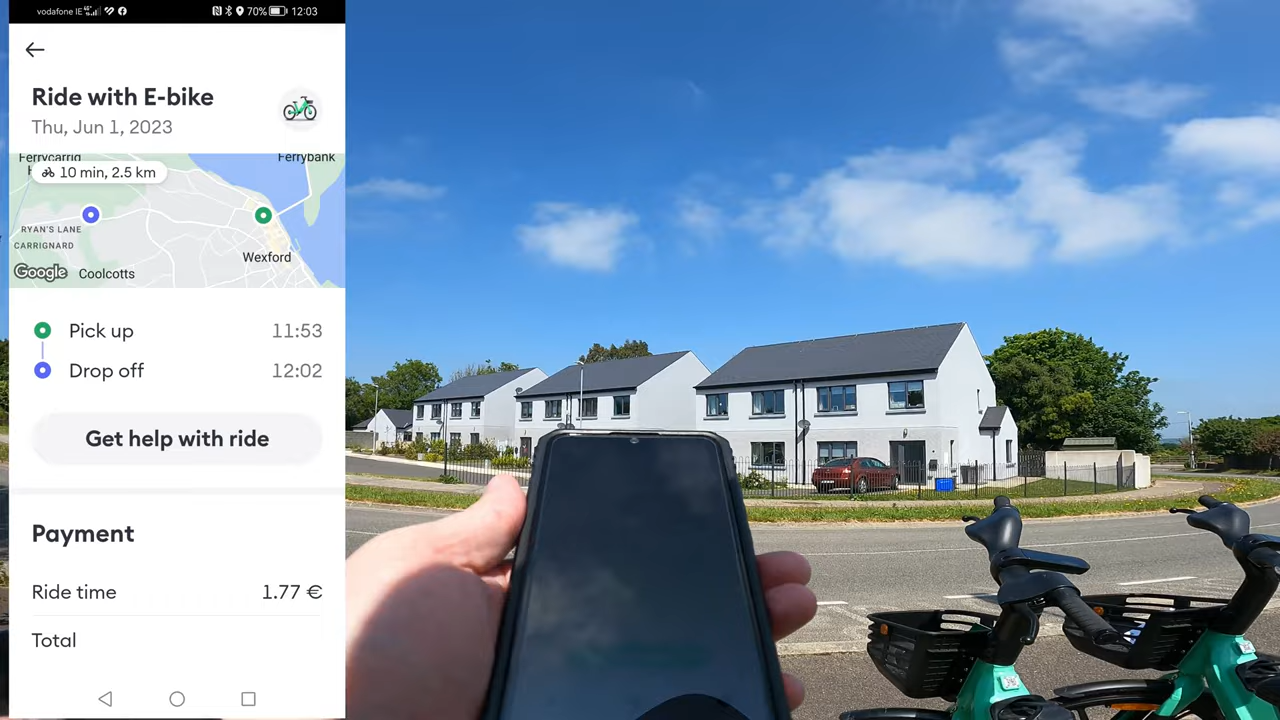 vodafone IE 70% 12:03
Ride with E-bike
Thu, Jun 1, 2023
Ferrycarrig Ferrybank
10 min, 2.5 km
RYAN'S LANE
CARRIGNARD
Wexford
Google Coolcotts
Pick up 11:53
Drop off 12:02
Get help with ride
Payment
Ride time 1.77 €
Total